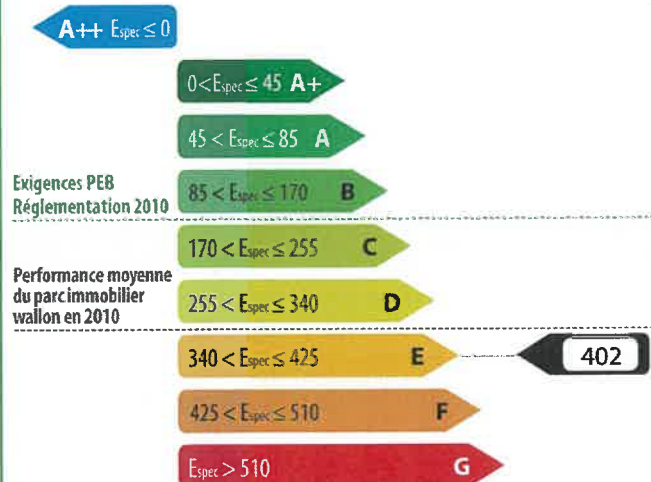 A++ Espec ≤ 0
0 < Espec ≤ 45 A+
45 < Espec ≤ 85 A
Exigences PEB
Réglementation 2010
85 < Espec ≤ 170 B
170 < Espec ≤ 255 C
Performance moyenne
du parc immobilier
wallon en 2010
255 < Espec ≤ 340 D
340 < Espec ≤ 425 E
402
425 < Espec ≤ 510 F
Espec > 510 G